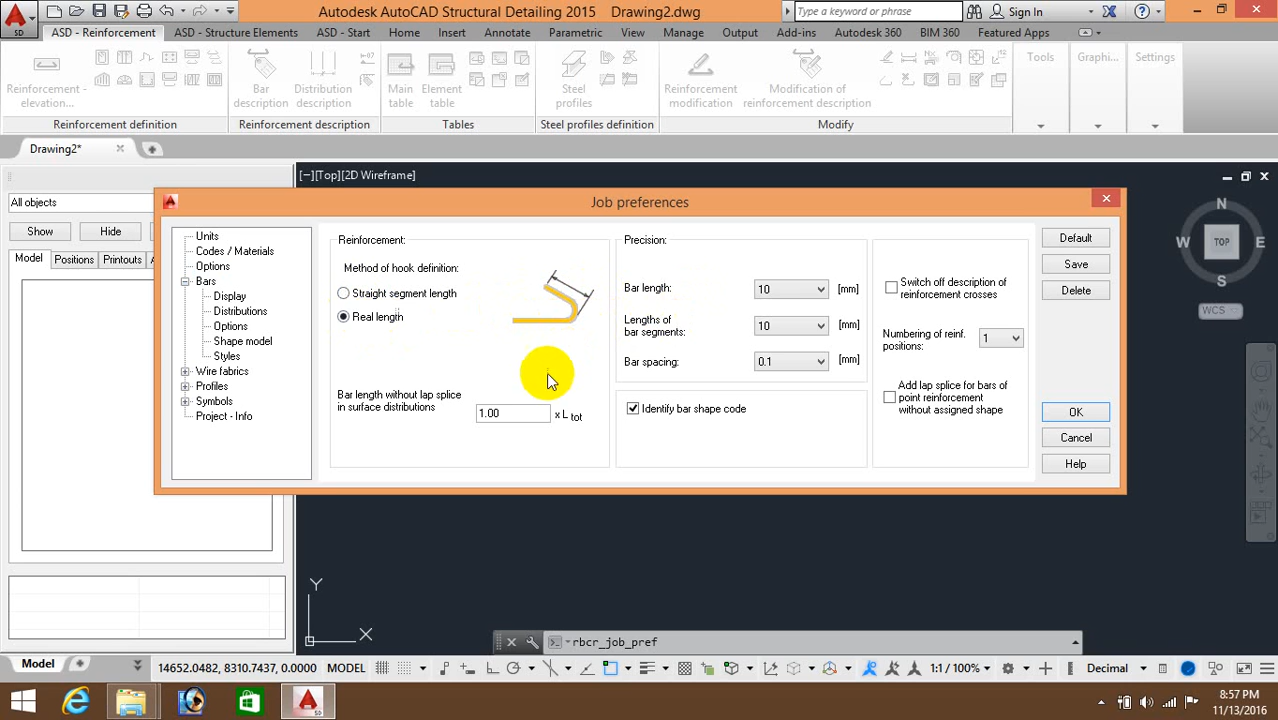 Autodesk AutoCAD Structural Detailing 2015 Drawing2.dwg
Type a keyword or phrase
Sign In
SD
ASD - Reinforcement
ASD - Structure Elements
ASD - Start
Home
Insert
Annotate
Parametric
View
Manage
Output
Add-ins
Autodesk 360
BIM 360
Featured Apps
Reinforcement -
elevation...
Bar
description
Distribution
description
Main
table
Element
table
Steel
profiles
Reinforcement
modification
Modification of
reinforcement description
Tools
Graphi...
Settings
Reinforcement definition
Reinforcement description
Tables
Steel profiles definition
Modify
Drawing2*
[−][Top][2D Wireframe]
All objects
Show
Hide
Model
Positions
Printouts
Job preferences
Units
Codes / Materials
Options
Bars
Display
Distributions
Options
Shape model
Styles
Wire fabrics
Profiles
Symbols
Project - Info
Reinforcement:
Method of hook definition:
Straight segment length
Real length
Bar length without lap splice
in surface distributions
1.00
x L tot
Precision:
Bar length:
10
[mm]
Lengths of
bar segments:
10
[mm]
Bar spacing:
0.1
[mm]
Identify bar shape code
Switch off description of
reinforcement crosses
Numbering of reinf.
positions:
1
Add lap splice for bars of
point reinforcement
without assigned shape
Default
Save
Delete
OK
Cancel
Help
N
W
TOP
E
S
WCS
Y
X
rbcr_job_pref
Model
14652.0482, 8310.7437, 0.0000
MODEL
1:1 / 100%
Decimal
SD
8:57 PM
11/13/2016